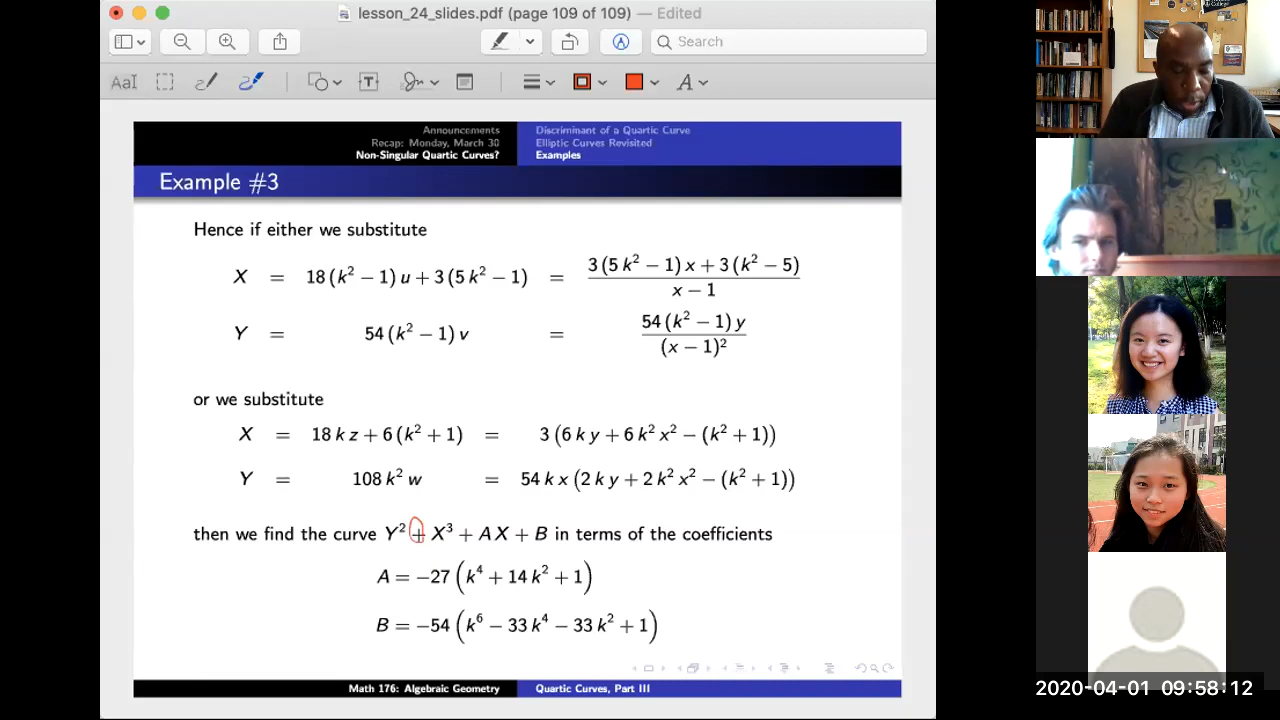 lesson_24_slides.pdf (page 109 of 109) — Edited
Search
AaI
T
A
Announcements
Recap: Monday, March 30
Non-Singular Quartic Curves?
Discriminant of a Quartic Curve
Elliptic Curves Revisited
Examples
Example #3
Hence if either we substitute
X = 18 (k² − 1) u + 3 (5 k² − 1) = 3 (5 k² − 1) x + 3 (k² − 5) / x − 1
Y = 54 (k² − 1) v = 54 (k² − 1) y / (x − 1)²
or we substitute
X = 18 k z + 6 (k² + 1) = 3 (6 k y + 6 k² x² − (k² + 1))
Y = 108 k² w = 54 k x (2 k y + 2 k² x² − (k² + 1))
then we find the curve Y² + X³ + A X + B in terms of the coefficients
A = −27 (k⁴ + 14 k² + 1)
B = −54 (k⁶ − 33 k⁴ − 33 k² + 1)
Math 176: Algebraic Geometry
Quartic Curves, Part III
2020-04-01 09:58:12